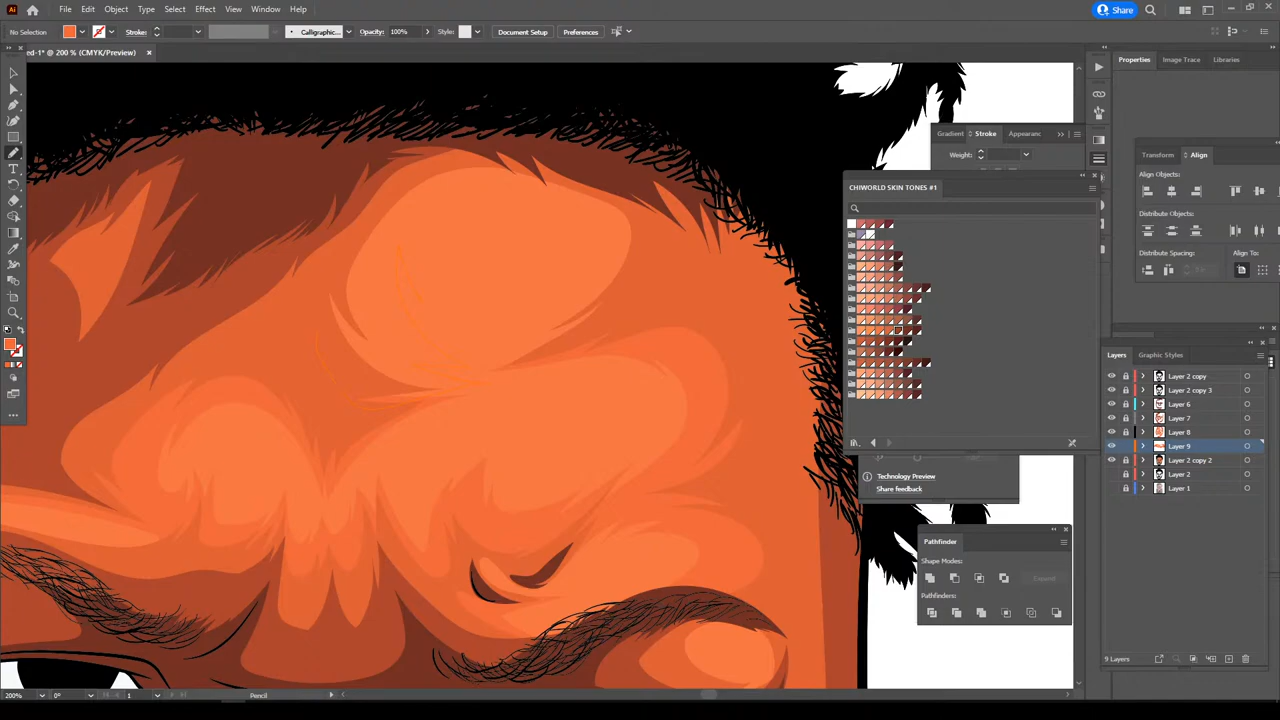 Ai File Edit Object Type Select Effect View Window Help Share
No Selection Stroke: Calligraphic... Opacity: 100% Style: Document Setup Preferences
ed-1* @ 200 % (CMYK/Preview) ×
Properties Image Trace Libraries
Gradient Stroke Appearance
Weight:
Transform Align
Align Objects:
Distribute Objects:
Distribute Spacing: Align To:
CHIWORLD SKIN TONES #1
Technology Preview
Share feedback
Pathfinder
Shape Modes:
Expand
Pathfinders:
Layers Graphic Styles
Layer 2 copy
Layer 2 copy 3
Layer 6
Layer 7
Layer 8
Layer 9
Layer 2 copy 2
Layer 2
Layer 1
9 Layers
200% 0° 1 Pencil